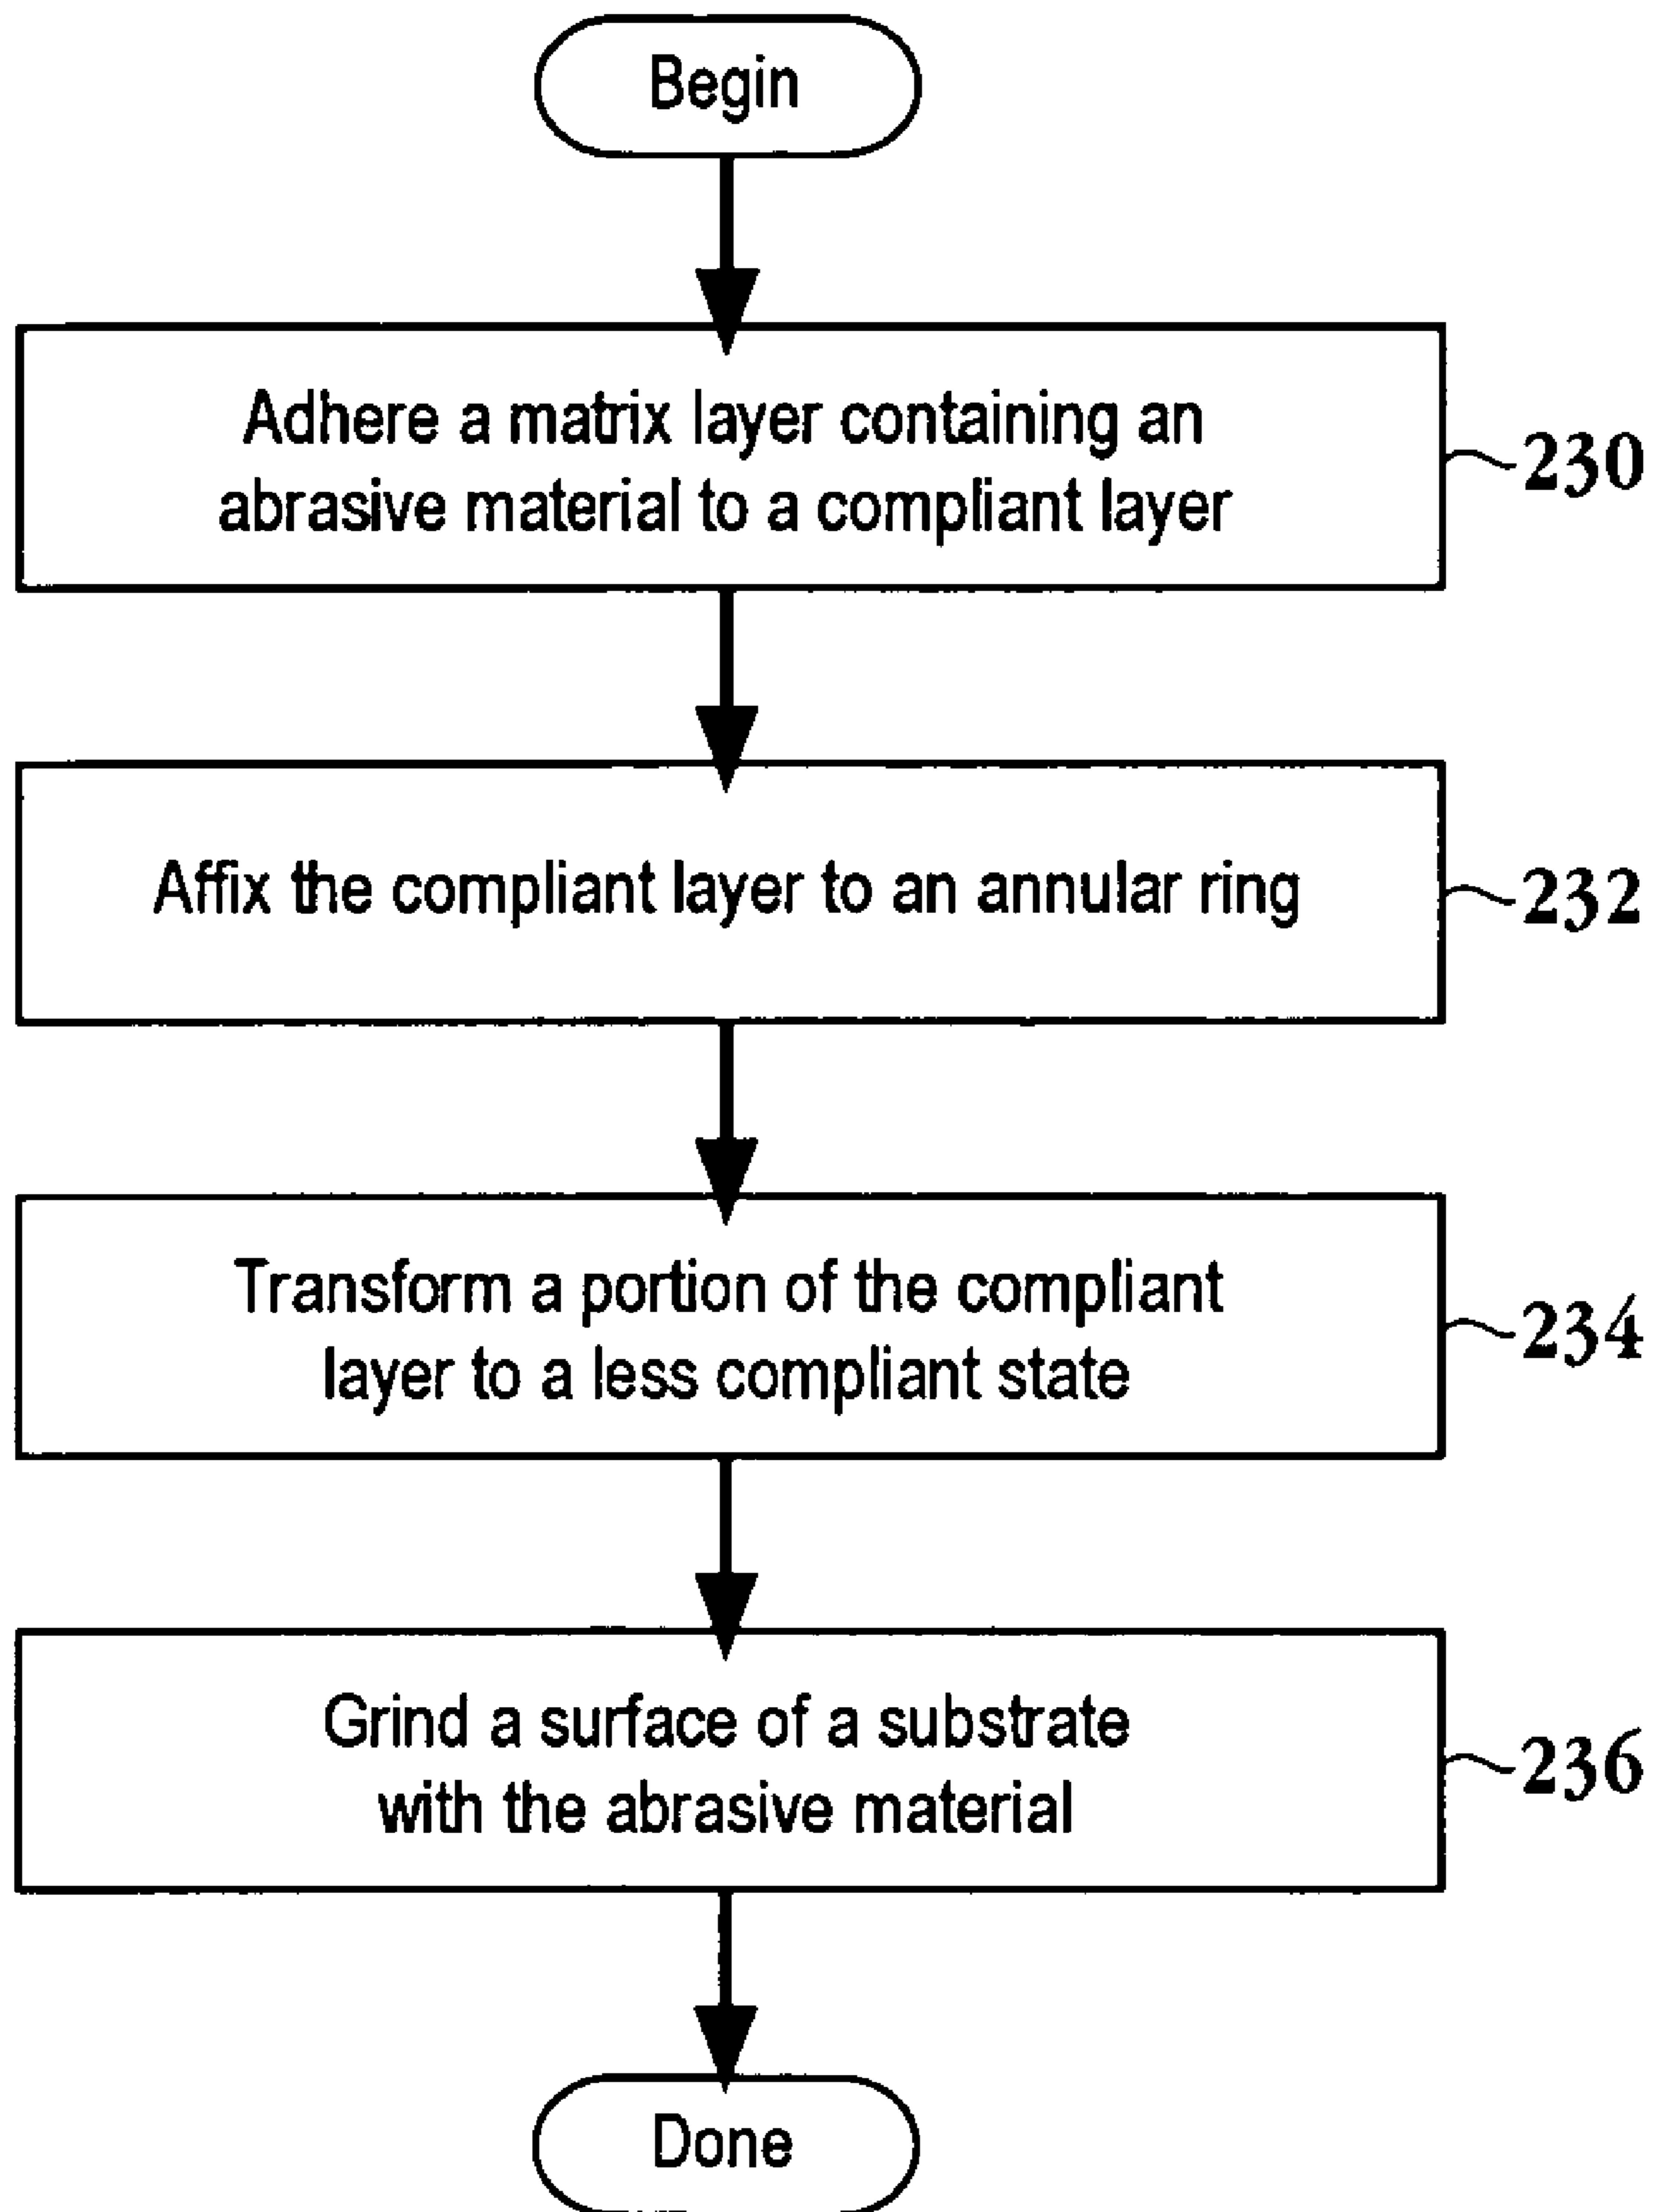 Begin
Adhere a matrix layer containing an
abrasive material to a compliant layer
230
Affix the compliant layer to an annular ring
232
Transform a portion of the compliant
layer to a less compliant state
234
Grind a surface of a substrate
with the abrasive material
236
Done